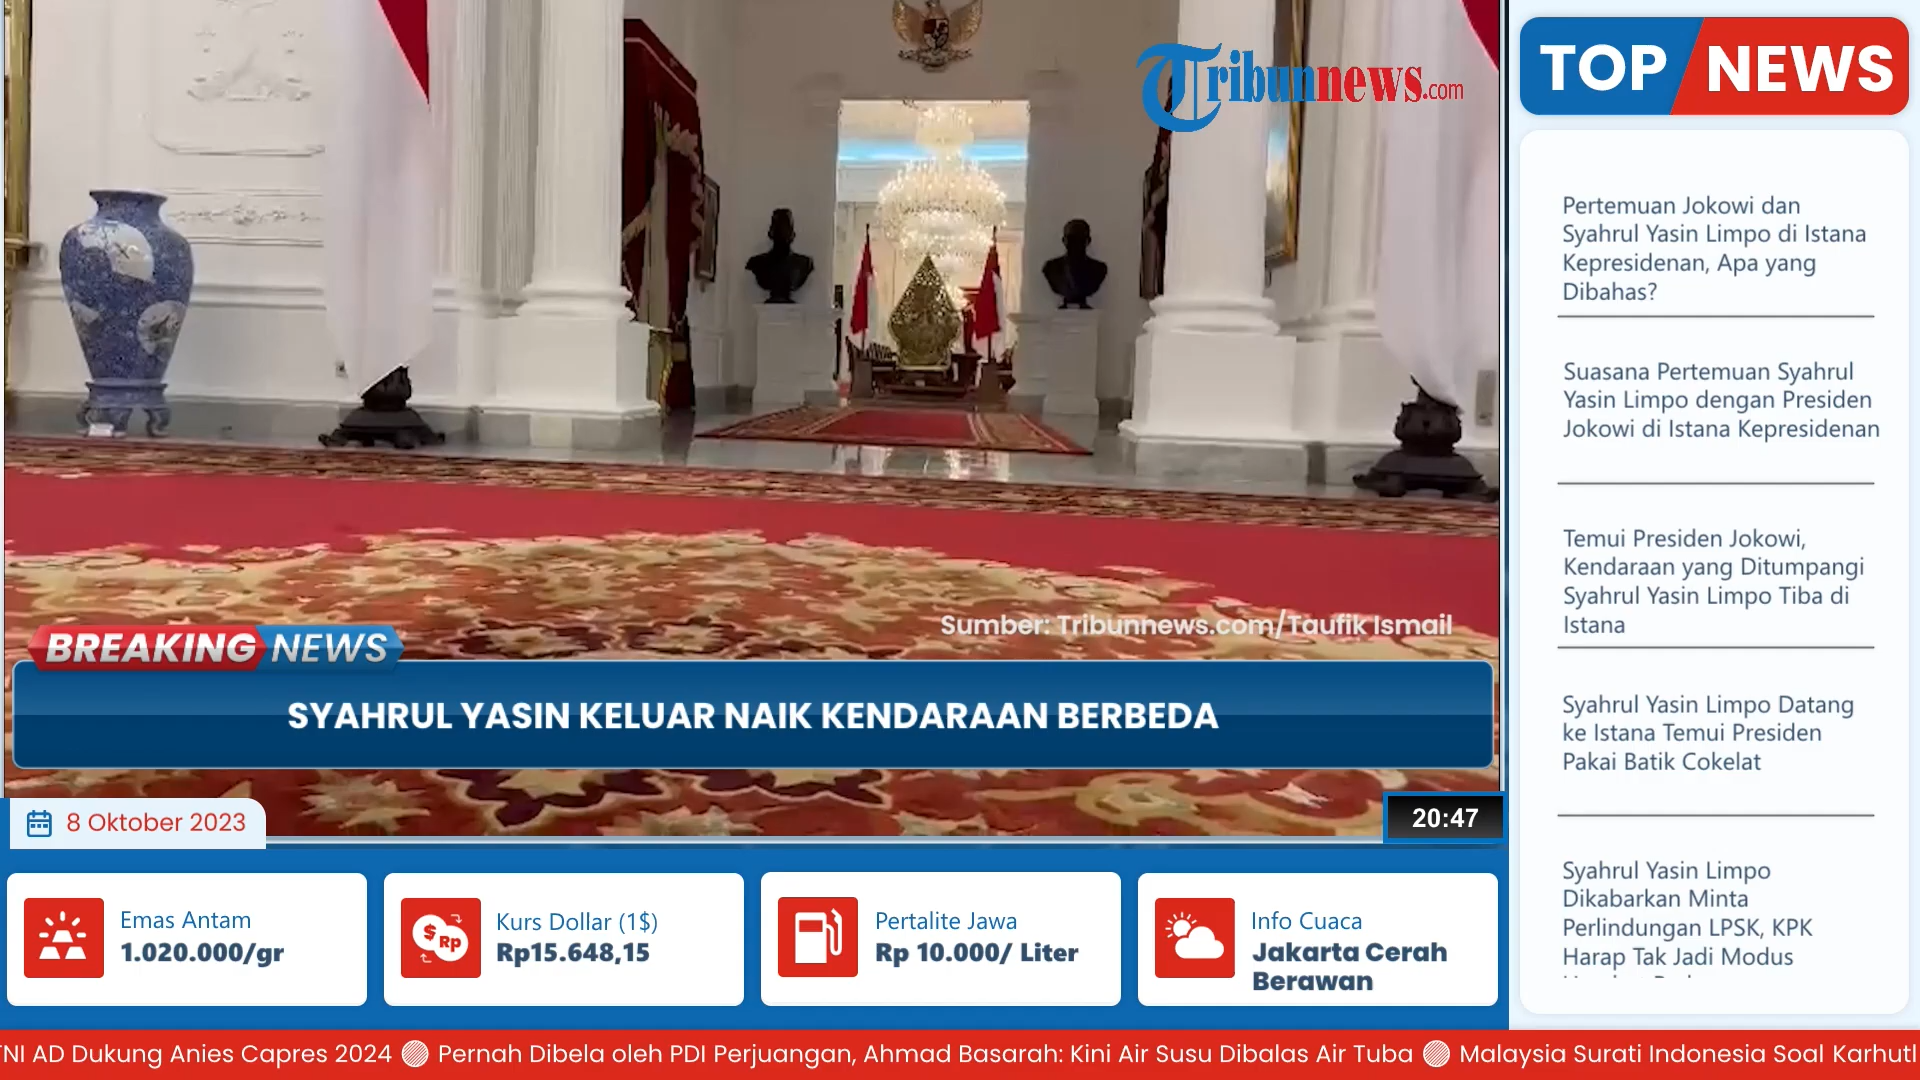 Tribunnews.com
TOP NEWS
Pertemuan Jokowi dan
Syahrul Yasin Limpo di Istana
Kepresidenan, Apa yang
Dibahas?
Suasana Pertemuan Syahrul
Yasin Limpo dengan Presiden
Jokowi di Istana Kepresidenan
Temui Presiden Jokowi,
Kendaraan yang Ditumpangi
Syahrul Yasin Limpo Tiba di
Istana
Syahrul Yasin Limpo Datang
ke Istana Temui Presiden
Pakai Batik Cokelat
Syahrul Yasin Limpo
Dikabarkan Minta
Perlindungan LPSK, KPK
Harap Tak Jadi Modus
Sumber: Tribunnews.com/Taufik Ismail
BREAKING NEWS
SYAHRUL YASIN KELUAR NAIK KENDARAAN BERBEDA
8 Oktober 2023
20:47
Emas Antam
1.020.000/gr
Kurs Dollar (1$)
Rp15.648,15
Pertalite Jawa
Rp 10.000/ Liter
Info Cuaca
Jakarta Cerah
Berawan
TNI AD Dukung Anies Capres 2024 Pernah Dibela oleh PDI Perjuangan, Ahmad Basarah: Kini Air Susu Dibalas Air Tuba Malaysia Surati Indonesia Soal Karhutl